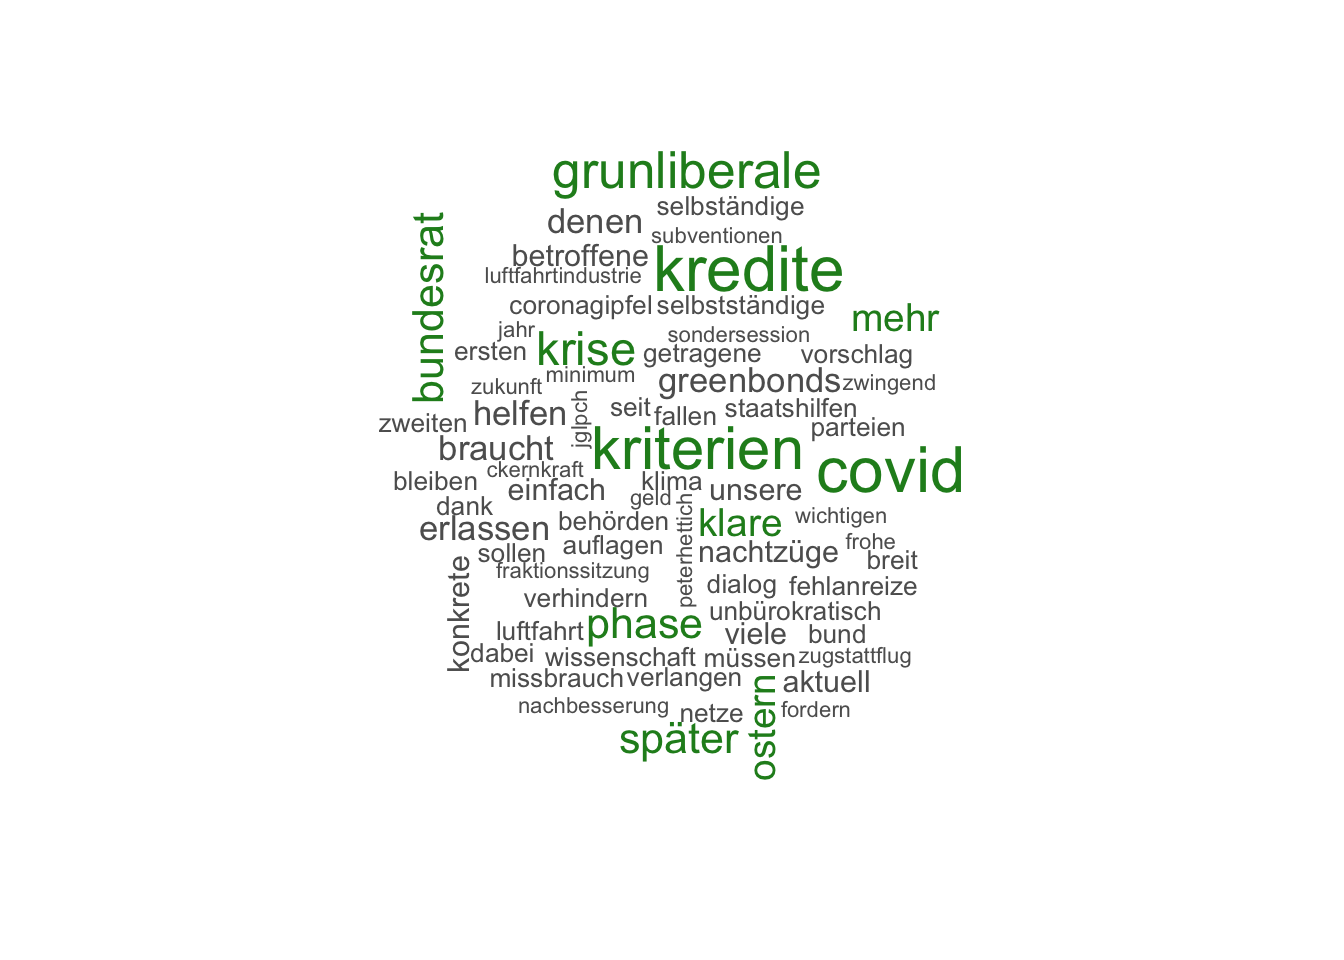 grunliberale
selbständige
denen
bundesrat
subventionen
betroffene
kredite
luftfahrtindustrie
coronagipfel
selbstständige
mehr
jahr
sondersession
krise
ersten
getragene
vorschlag
minimum
greenbonds
zwingend
zukunft
jglpch
seit
staatshilfen
helfen
fallen
zweiten
parteien
braucht
kriterien
covid
ckernkraft
bleiben
klima
einfach
unsere
geld
dank
peterhettich
wichtigen
behörden
klare
erlassen
frohe
auflagen
nachtzüge
sollen
breit
fraktionssitzung
konkrete
dialog
fehlanreize
verhindern
unbürokratisch
phase
luftfahrt
viele
bund
dabei
wissenschaft
müssen
zugstattflug
missbrauch
verlangen
aktuell
nachbesserung
netze
ostern
fordern
später